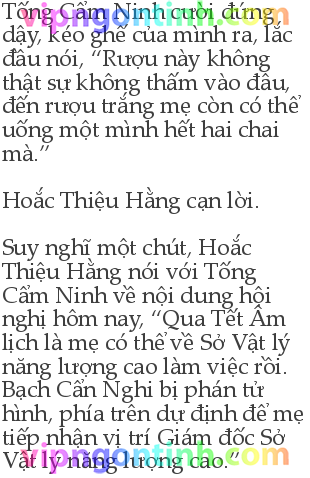 Tống Cẩm Ninh cười đứng
dậy, kéo ghế của mình ra, lắc
đầu nói, “Rượu này không
thật sự không thấm vào đâu,
đến rượu trắng mẹ còn có thể
uống một mình hết hai chai
mà.”
Hoắc Thiệu Hằng cạn lời.
Suy nghĩ một chút, Hoắc
Thiệu Hằng nói với Tống
Cẩm Ninh về nội dung hội
nghị hôm nay, “Qua Tết Âm
lịch là mẹ có thể về Sở Vật lý
năng lượng cao làm việc rồi.
Bạch Cẩn Nghi bị phán tử
hình, phía trên dự định để mẹ
tiếp nhận vị trí Giám đốc Sở
Vật lý năng lượng cao.”
vipngontinh.com
vipngontinh.com